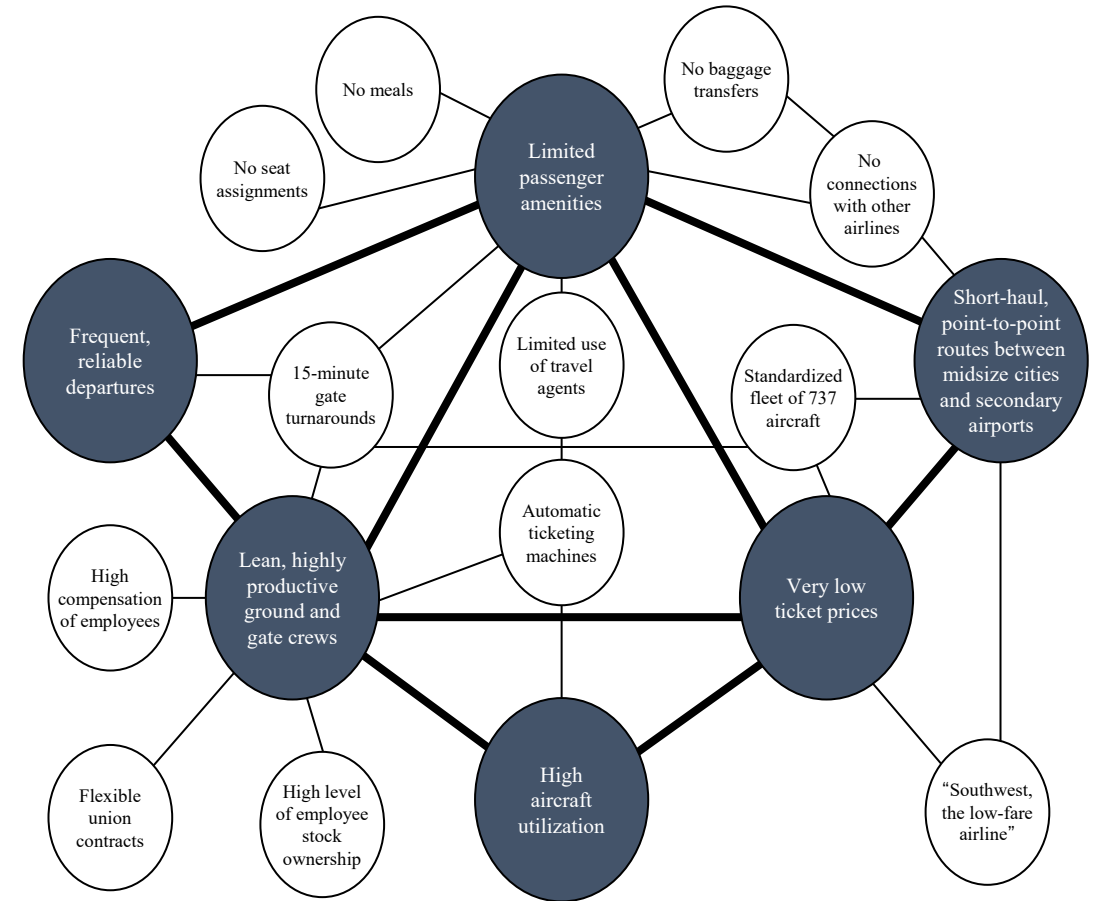 No meals
No baggage
transfers
No seat
assignments
Limited
passenger
amenities
No
connections
with other
airlines
Frequent,
reliable
departures
15-minute
gate
turnarounds
Limited use
of travel
agents
Standardized
fleet of 737
aircraft
Short-haul,
point-to-point
routes between
midsize cities
and secondary
airports
High
compensation
of employees
Lean, highly
productive
ground and
gate crews
Automatic
ticketing
machines
Very low
ticket prices
Flexible
union
contracts
High level
of employee
stock
ownership
High
aircraft
utilization
“Southwest,
the low-fare
airline”